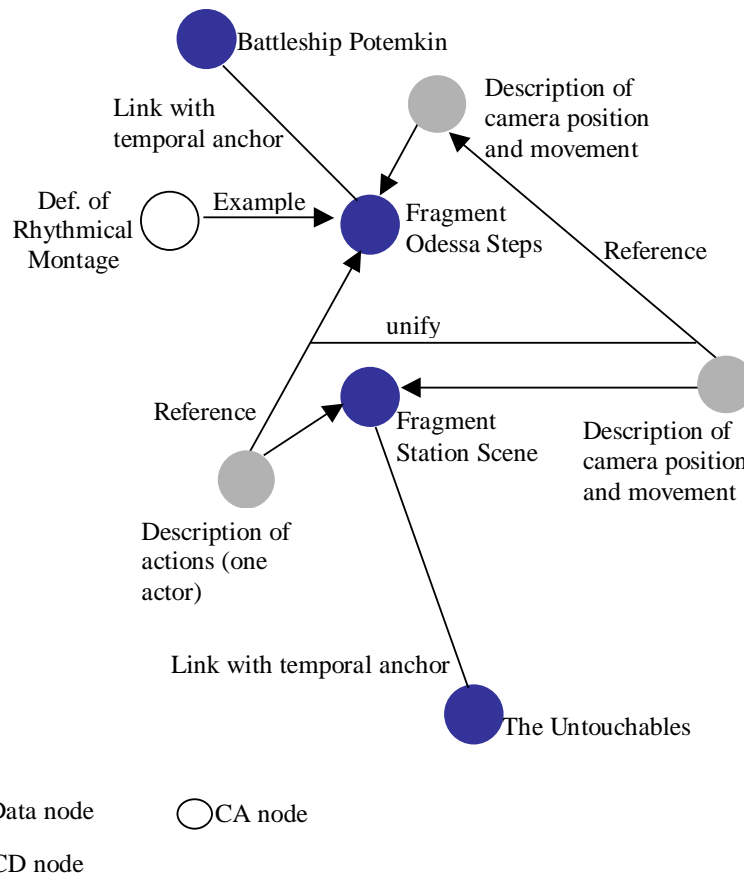 Battleship Potemkin
Link with
temporal anchor
Description of
camera position
and movement
Def. of
Rhythmical
Montage
Example
Fragment
Odessa Steps
Reference
unify
Reference
Fragment
Station Scene
Description of
camera position
and movement
Description of
actions (one
actor)
Link with temporal anchor
The Untouchables
Data node
CA node
CD node